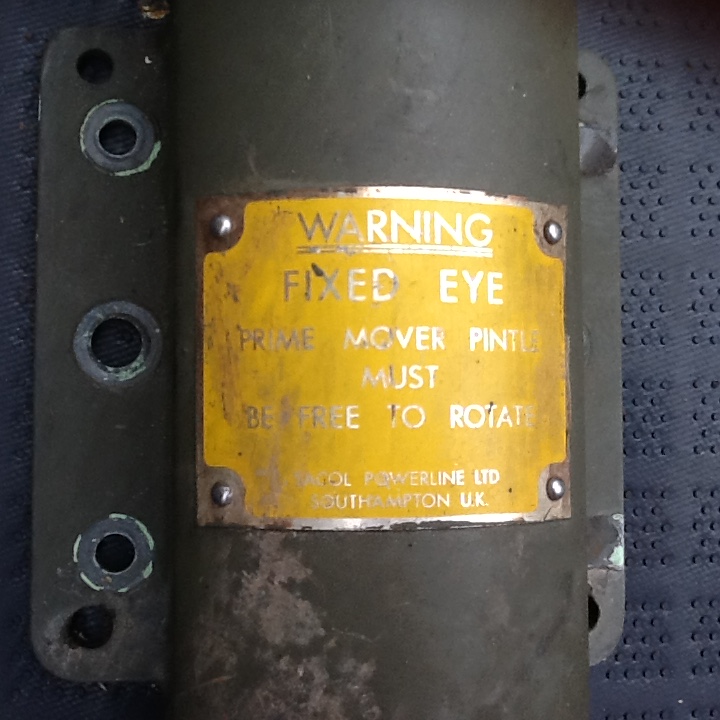 WARNING
FIXED EYE
PRIME MOVER PINTLE
MUST
BE FREE TO ROTATE
POWERLINE LTD
SOUTHAMPTON U.K.